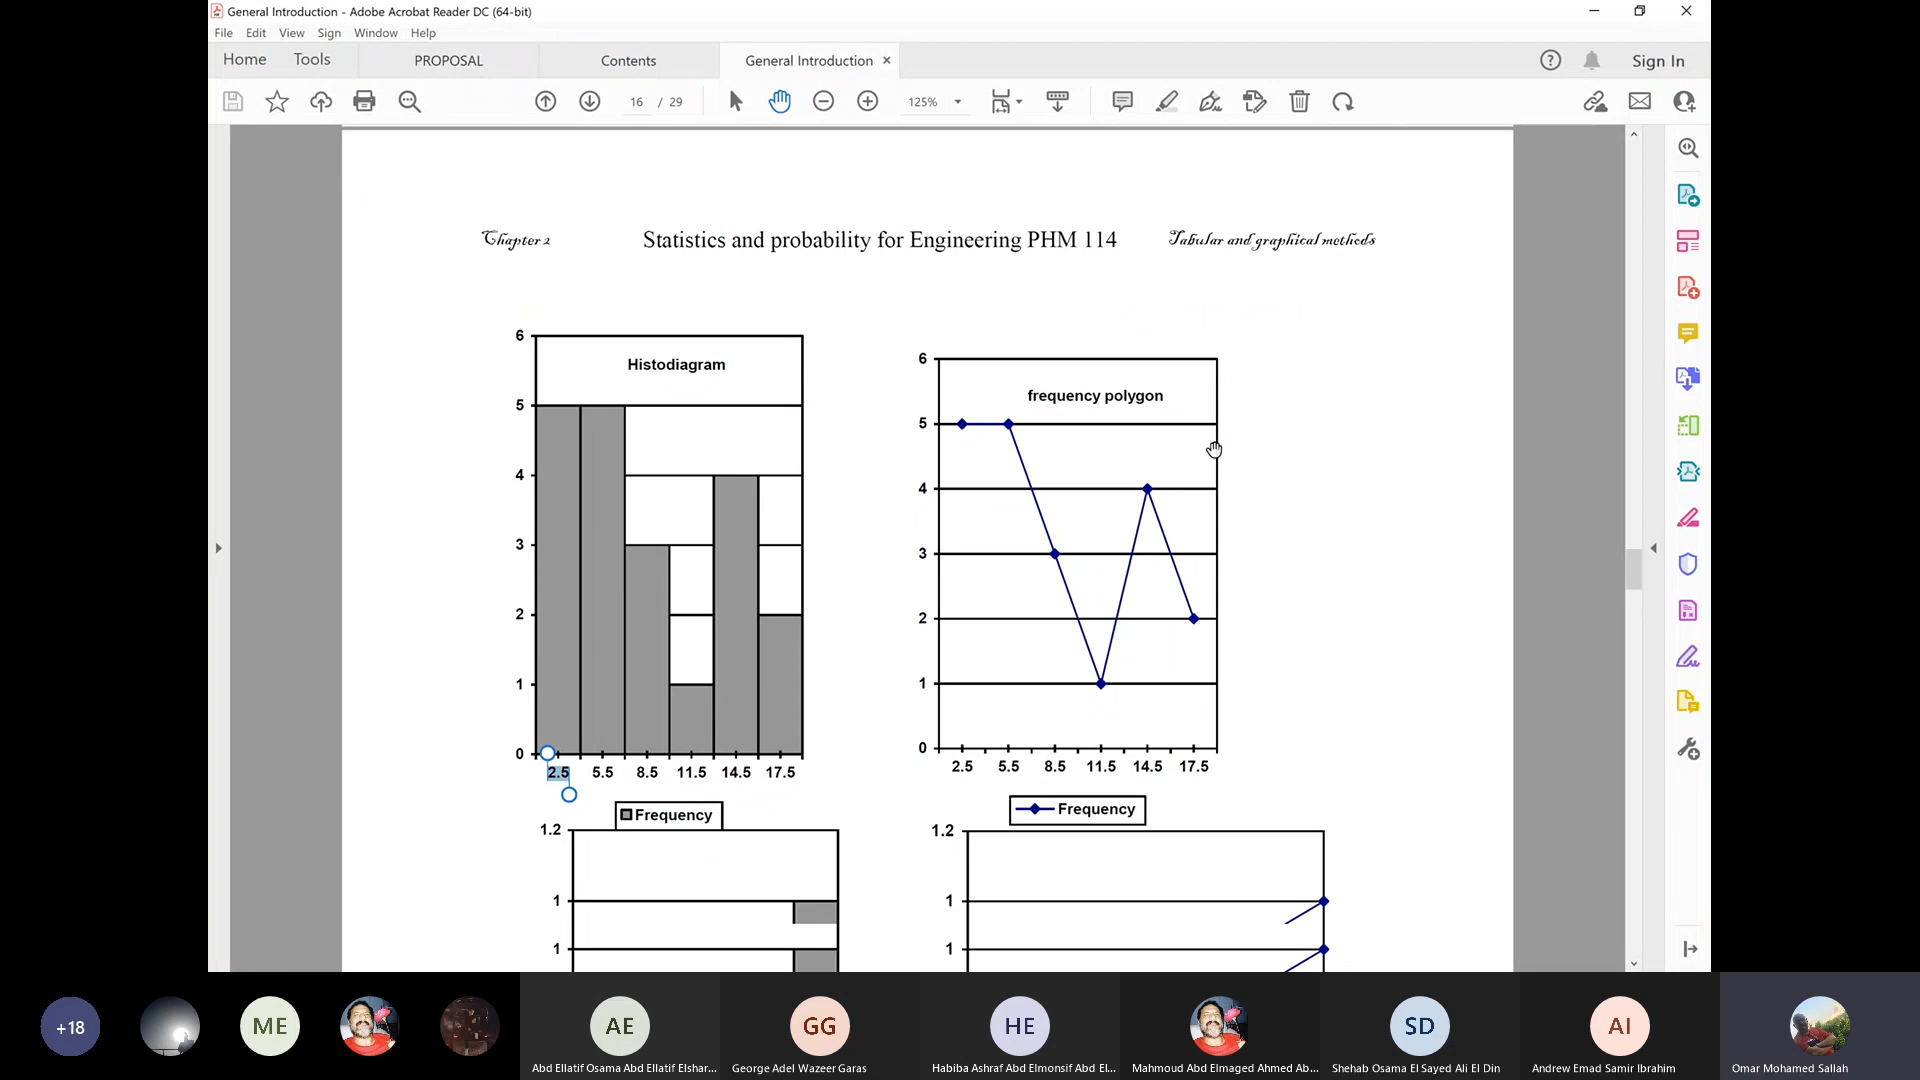 General Introduction - Adobe Acrobat Reader DC (64-bit)
File Edit View Sign Window Help
Home Tools PROPOSAL Contents General Introduction × Sign In
16 / 29 125%
Chapter 2 Statistics and probability for Engineering PHM 114 Tabular and graphical methods
6
Histodiagram
5
4
3
2
1
0
2.5 5.5 8.5 11.5 14.5 17.5
Frequency
6
frequency polygon
5
4
3
2
1
0
2.5 5.5 8.5 11.5 14.5 17.5
Frequency
1.2
1
1
1.2
1
1
+18 ME AE GG HE SD AI
Abd Ellatif Osama Abd Ellatif Elshar... George Adel Wazeer Garas Habiba Ashraf Abd Elmonsif Abd El... Mahmoud Abd Elmaged Ahmed Ab... Shehab Osama El Sayed Ali El Din Andrew Emad Samir Ibrahim Omar Mohamed Sallah